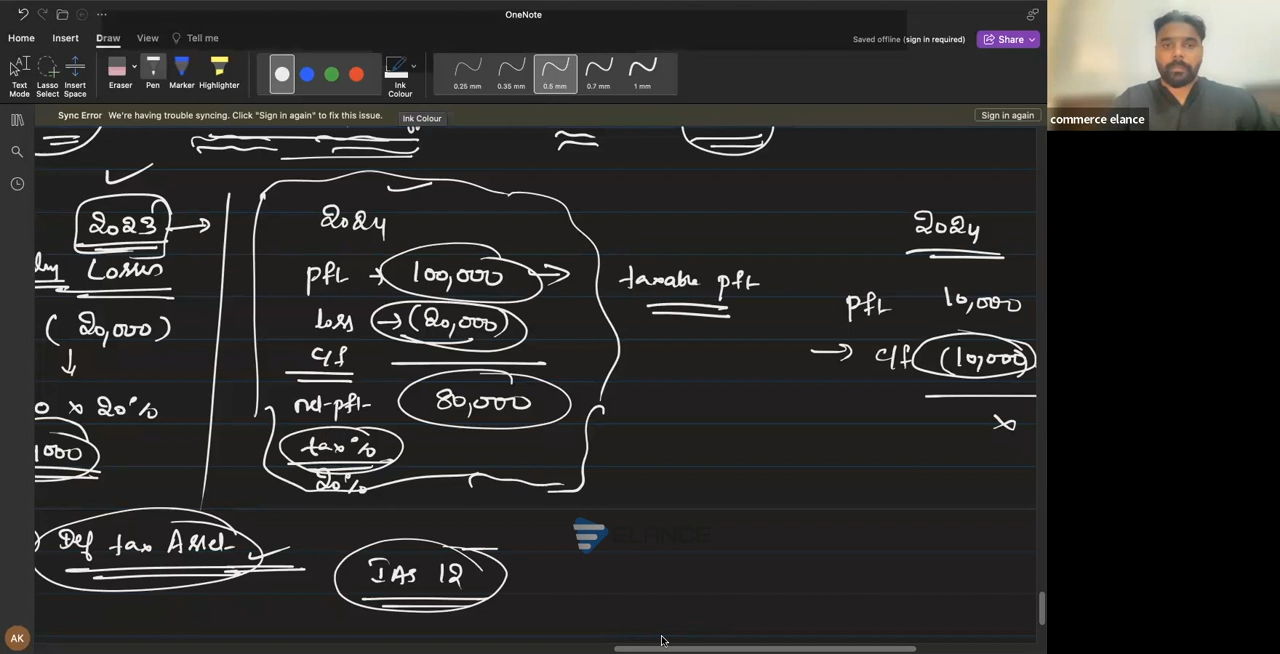 OneNote
Home Insert Draw View Tell me
Saved offline (sign in required) Share
Text Mode
Lasso Select
Insert Space
Eraser
Pen
Marker
Highlighter
Ink Colour
0.25 mm
0.35 mm
0.5 mm
0.7 mm
1 mm
commerce elance
Sync Error We're having trouble syncing. Click "Sign in again" to fix this issue.
Ink Colour
Sign in again
2023
Losses
(20,000)
0 x 20%
Def tax Asset
2024
pft 100,000
loss (20,000)
c/f
net-pft 80,000
tax%
20%
taxable pft
IAS 12
2024
pft 10,000
c/f (10,000)
x
ELANCE
AK